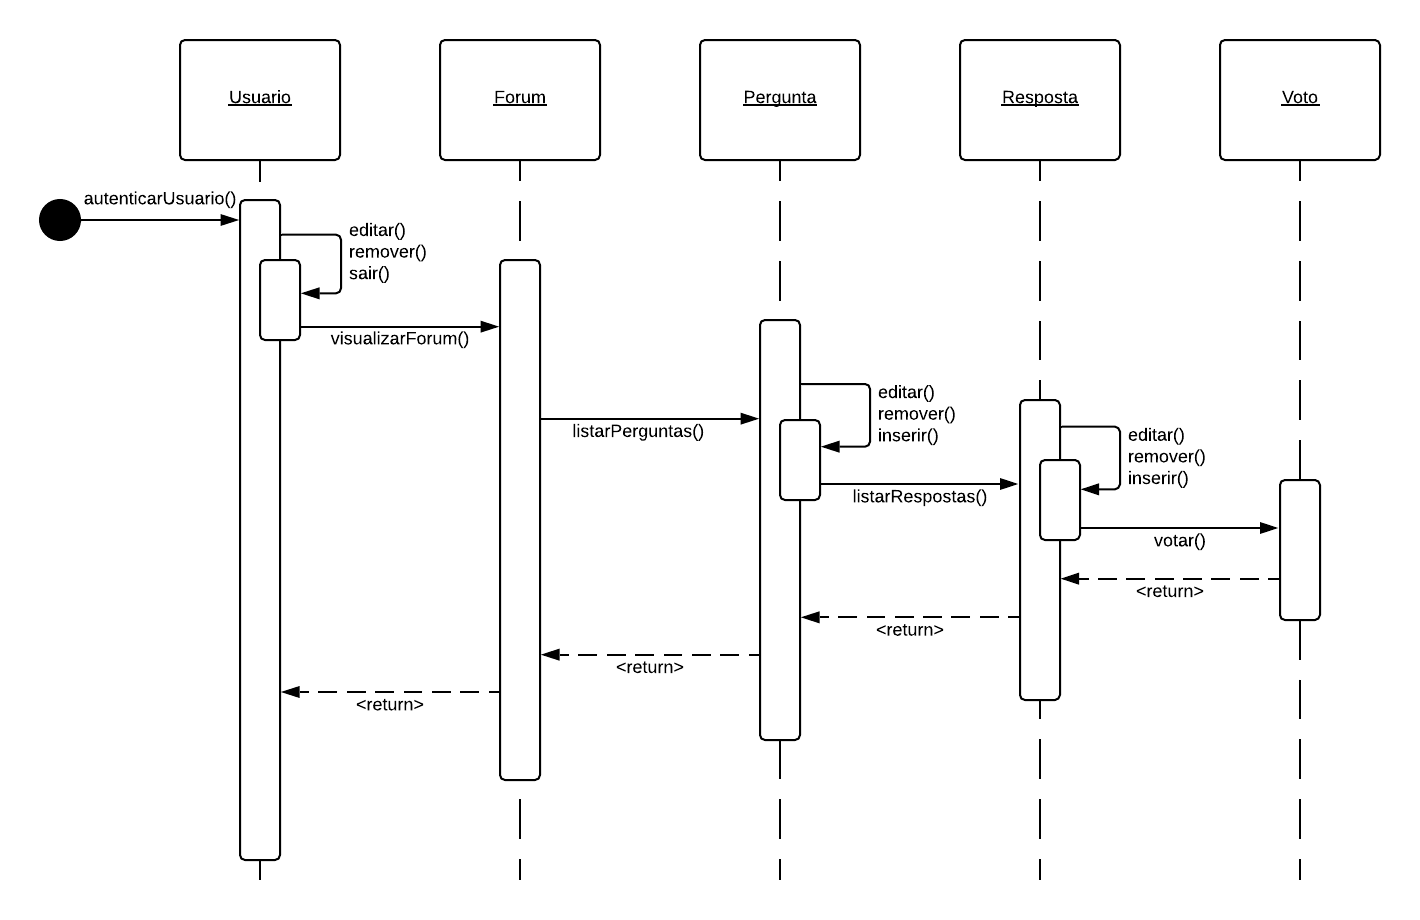 Usuario
Forum
Pergunta
Resposta
Voto
autenticarUsuario()
editar()
remover()
sair()
visualizarForum()
editar()
remover()
inserir()
listarPerguntas()
editar()
remover()
inserir()
listarRespostas()
votar()
<return>
<return>
<return>
<return>